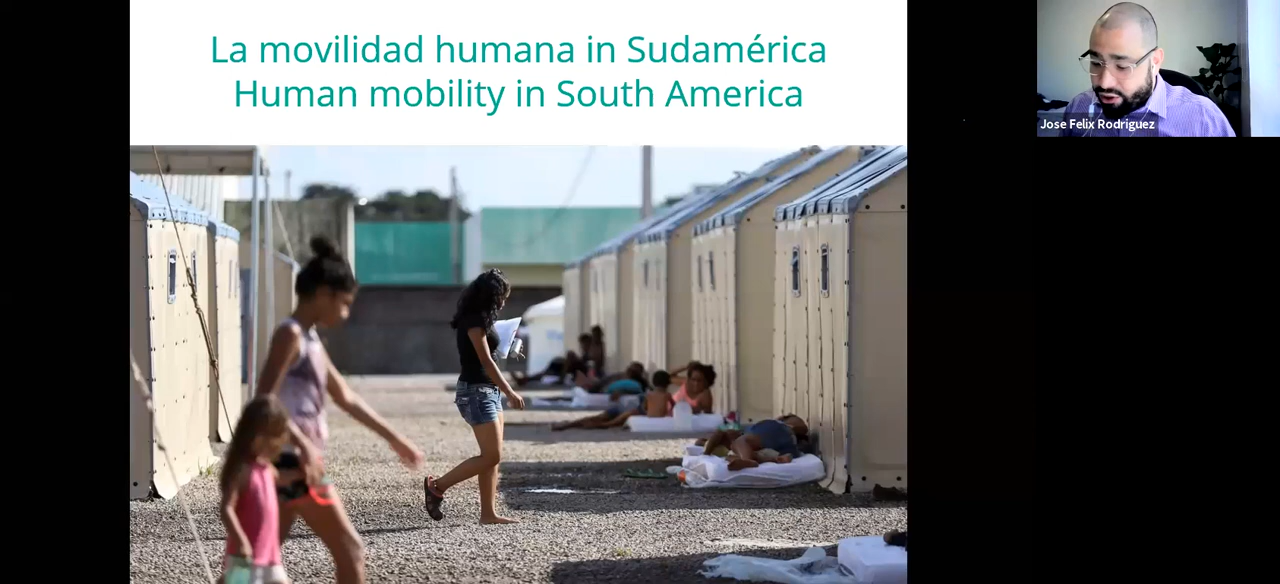 La movilidad humana in Sudamérica
Human mobility in South America
Jose Felix Rodriguez